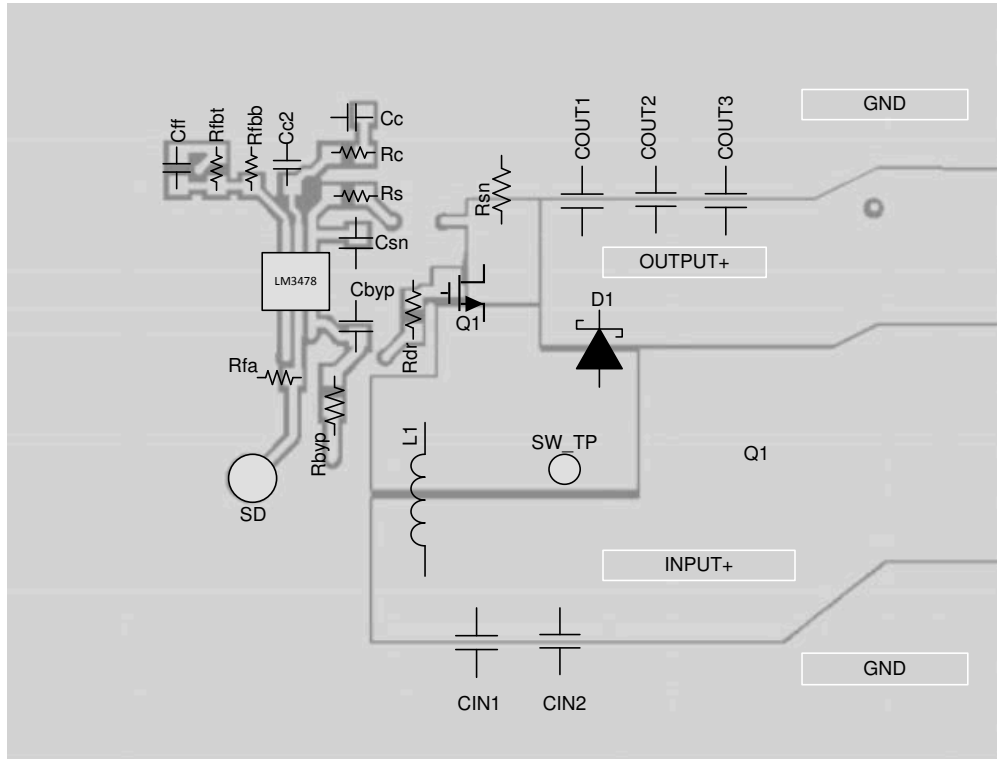 Cff
Rfbt
Rfbb
Cc2
Cc
Rc
Rs
Csn
LM3478
Cbyp
Rfa
Rbyp
SD
Rdr
Q1
Rsn
COUT1
COUT2
COUT3
GND
OUTPUT+
D1
L1
SW_TP
Q1
INPUT+
CIN1
CIN2
GND